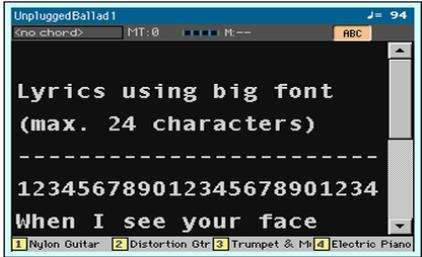 UnpluggedBallad1 ♩= 94
<no chord> MT:0 M:-- ABC
Lyrics using big font
(max. 24 characters)
------------------------
123456789012345678901234
When I see your face
1 Nylon Guitar 2 Distortion Gtr 3 Trumpet & M 4 Electric Piano